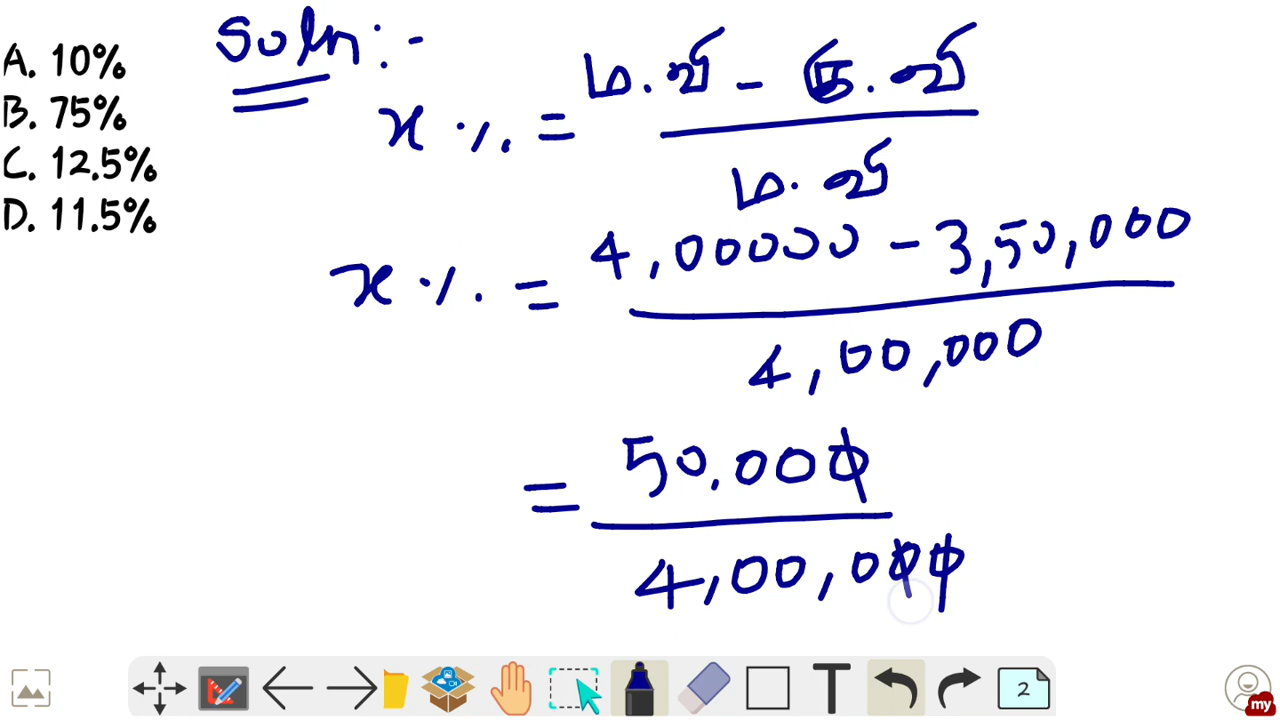 A. 10%
B. 75%
C. 12.5%
D. 11.5%
Soln :-
x % = ம.வி - கு.வி
ம.வி
x % = 4,00000 - 3,50,000
4,00,000
= 50,000
4,00,000
2
my